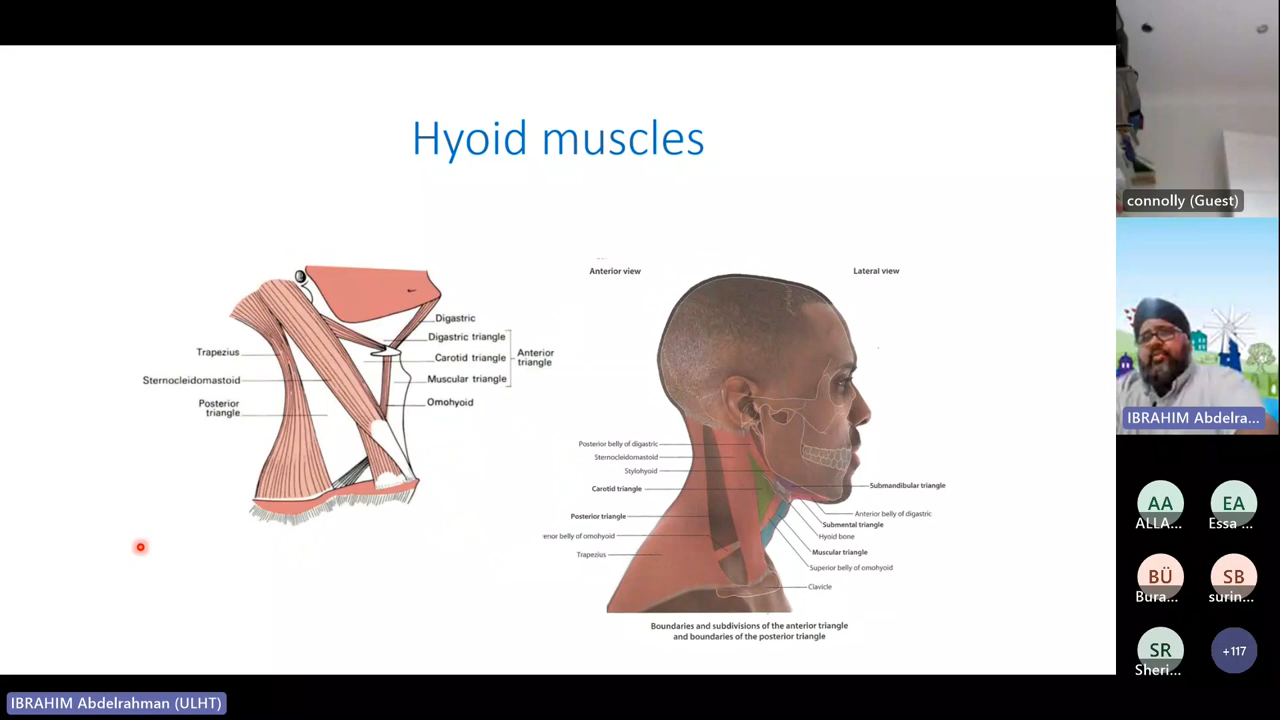 Hyoid muscles
Digastric
Digastric triangle
Trapezius
Carotid triangle
Anterior
triangle
Sternocleidomastoid
Muscular triangle
Posterior
triangle
Omohyoid
Anterior view
Lateral view
Posterior belly of digastric
Sternocleidomastoid
Stylohyoid
Carotid triangle
Posterior triangle
erior belly of omohyoid
Trapezius
Submandibular triangle
Anterior belly of digastric
Submental triangle
Hyoid bone
Muscular triangle
Superior belly of omohyoid
Clavicle
Boundaries and subdivisions of the anterior triangle
and boundaries of the posterior triangle
connolly (Guest)
IBRAHIM Abdelra...
AA
ALLA...
EA
Essa ...
BÜ
Bura...
SB
surin...
SR
Sheri...
+117
IBRAHIM Abdelrahman (ULHT)